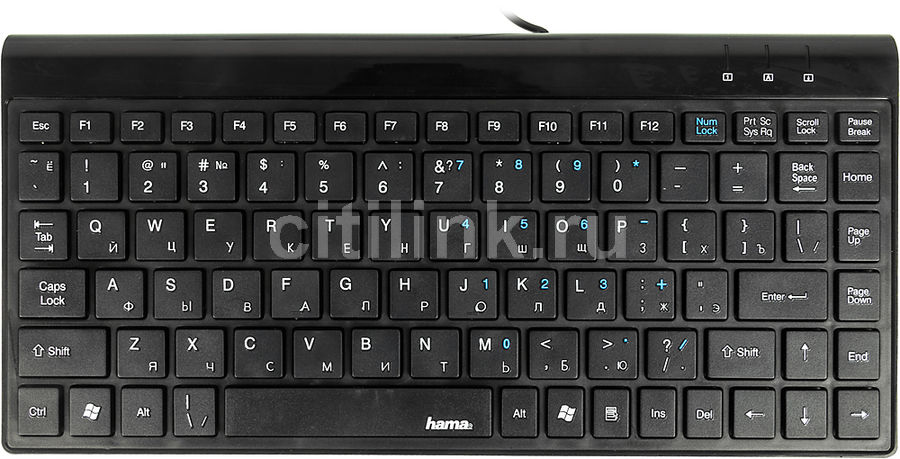 Esc F1 F2 F3 F4 F5 F6 F7 F8 F9 F10 F11 F12 Num Lock Prt Sc Sys Rq Scroll Lock Pause Break
~ ё ! 1 @ " 2 # № 3 $ ; 4 % : 5 ^ : 6 & ? 7 7 * 8 8 ( 9 9 ) * 0 _ - + = Back Space Home
Tab Q Й W Ц E У R К T Е Y Н U 4 Г I 5 Ш O 6 Щ P - З { [ Х } ] Ъ | \ / Page Up
Caps Lock A Ф S Ы D В F А G П H Р J 1 О K 2 Л L 3 Д : + ; Ж " ' Э Enter Page Down
Shift Z Я X Ч C С V М B И N Т M 0 Ь < , Б > . . Ю ? / / . Shift End
Ctrl Alt | \ / hama Alt Ins Del
citilink.ru